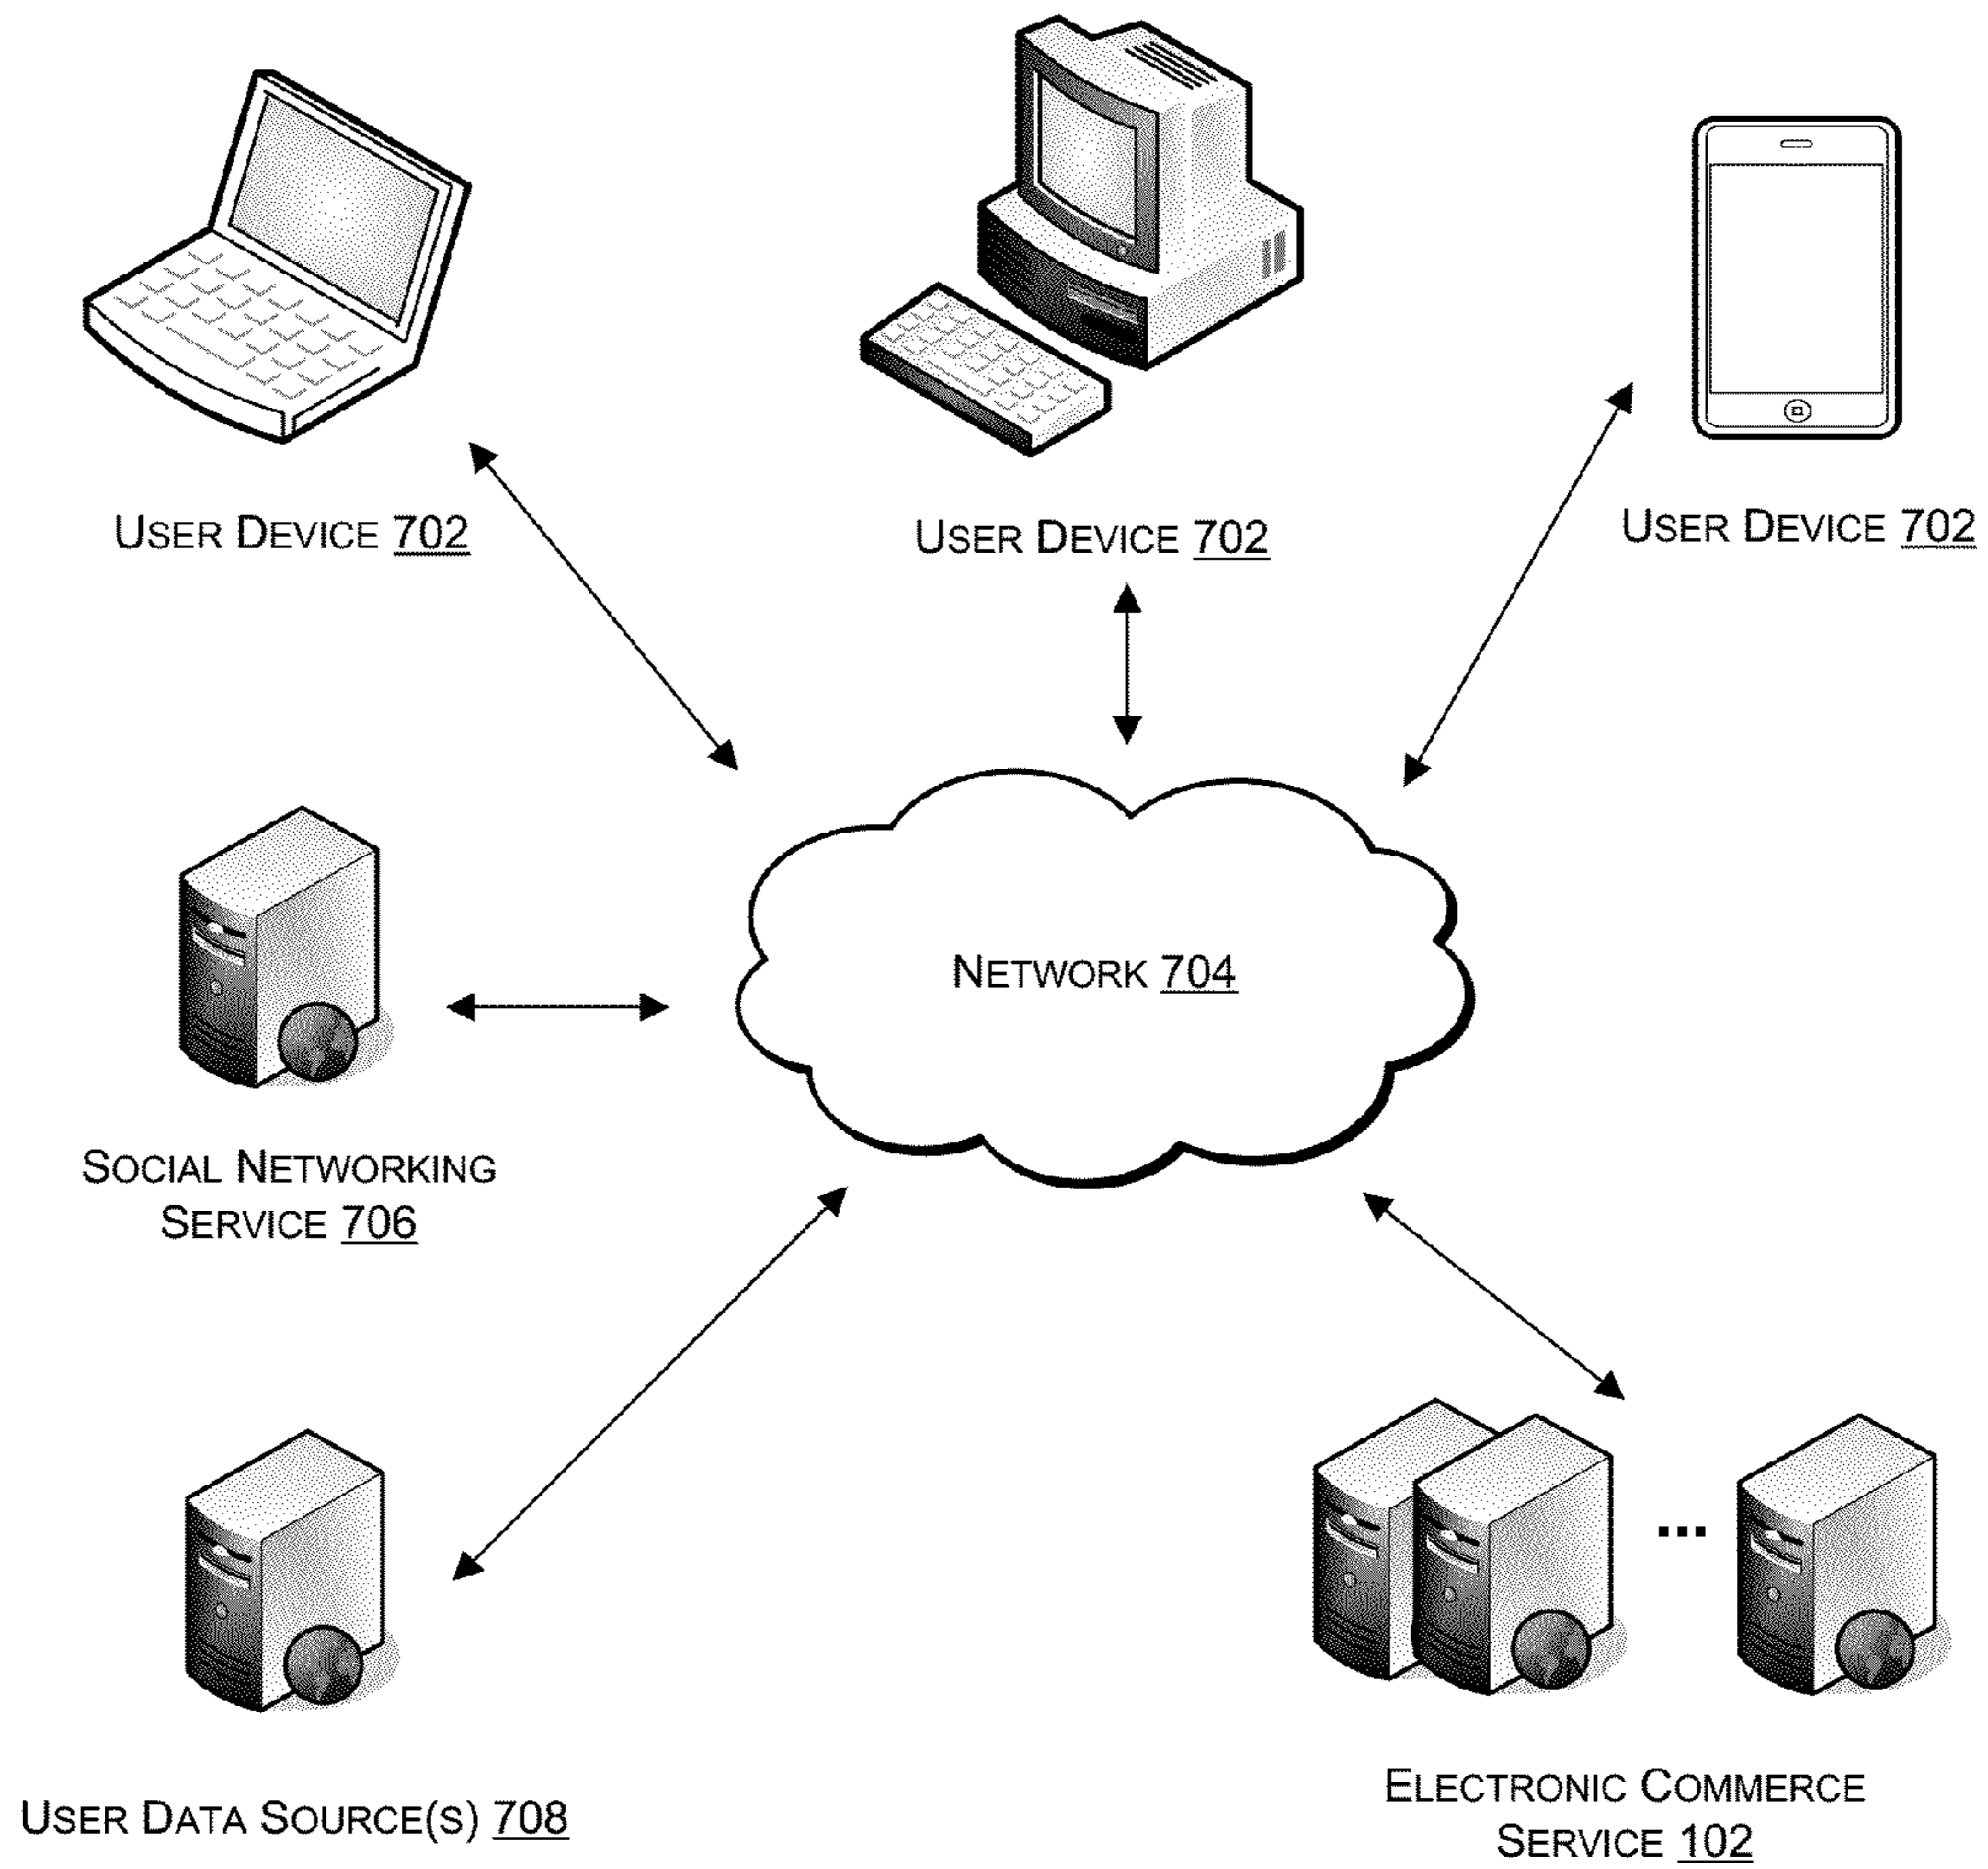 USER DEVICE 702
USER DEVICE 702
USER DEVICE 702
NETWORK 704
SOCIAL NETWORKING
SERVICE 706
...
USER DATA SOURCE(S) 708
ELECTRONIC COMMERCE
SERVICE 102